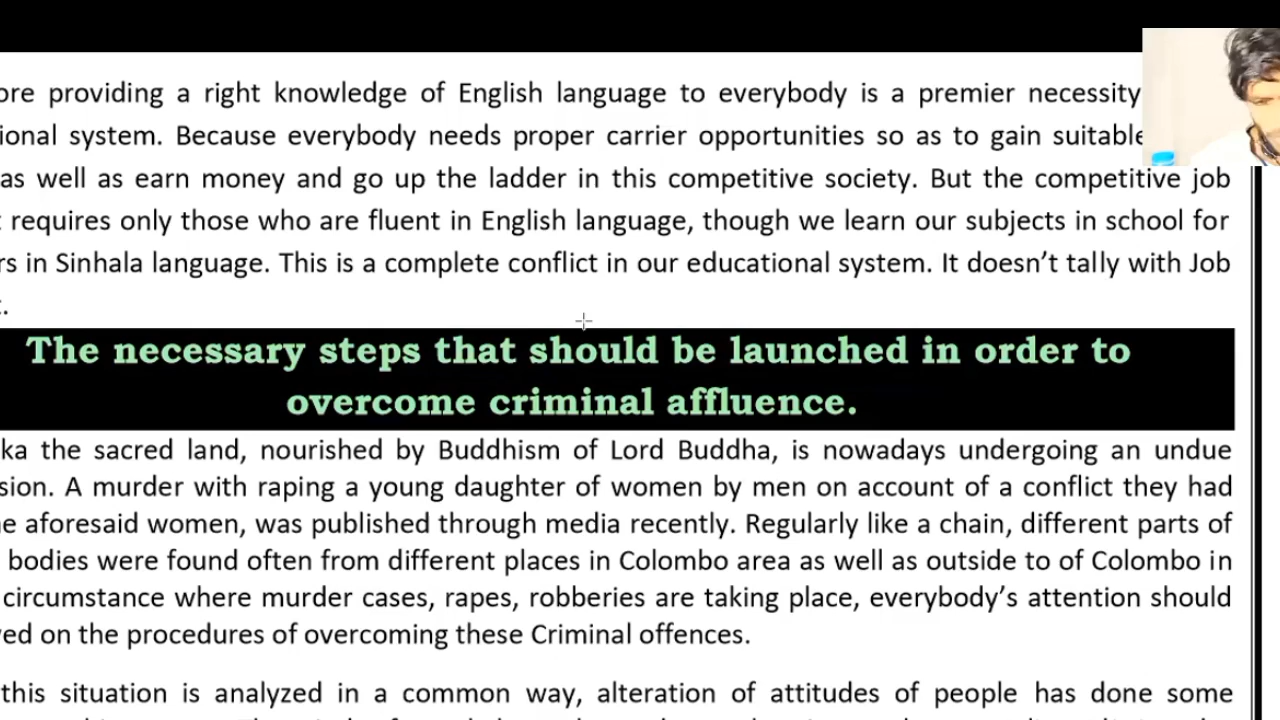 ore providing a right knowledge of English language to everybody is a premier necessity
ional system. Because everybody needs proper carrier opportunities so as to gain suitable
as well as earn money and go up the ladder in this competitive society. But the competitive job
t requires only those who are fluent in English language, though we learn our subjects in school for
rs in Sinhala language. This is a complete conflict in our educational system. It doesn’t tally with Job
t.
The necessary steps that should be launched in order to
overcome criminal affluence.
ka the sacred land, nourished by Buddhism of Lord Buddha, is nowadays undergoing an undue
sion. A murder with raping a young daughter of women by men on account of a conflict they had
e aforesaid women, was published through media recently. Regularly like a chain, different parts of
bodies were found often from different places in Colombo area as well as outside to of Colombo in
circumstance where murder cases, rapes, robberies are taking place, everybody’s attention should
ved on the procedures of overcoming these Criminal offences.
this situation is analyzed in a common way, alteration of attitudes of people has done some